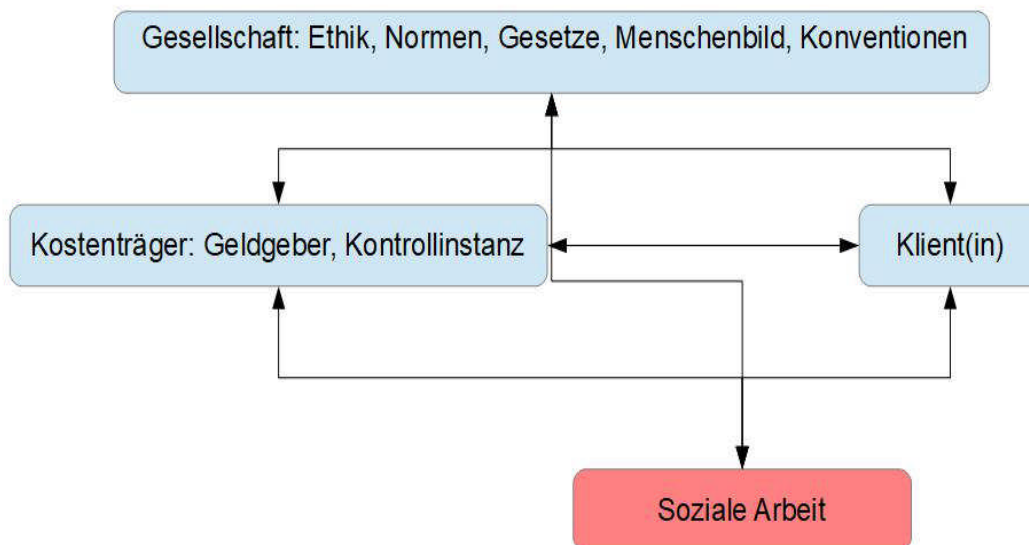 Gesellschaft: Ethik, Normen, Gesetze, Menschenbild, Konventionen
Kostenträger: Geldgeber, Kontrollinstanz
Klient(in)
Soziale Arbeit